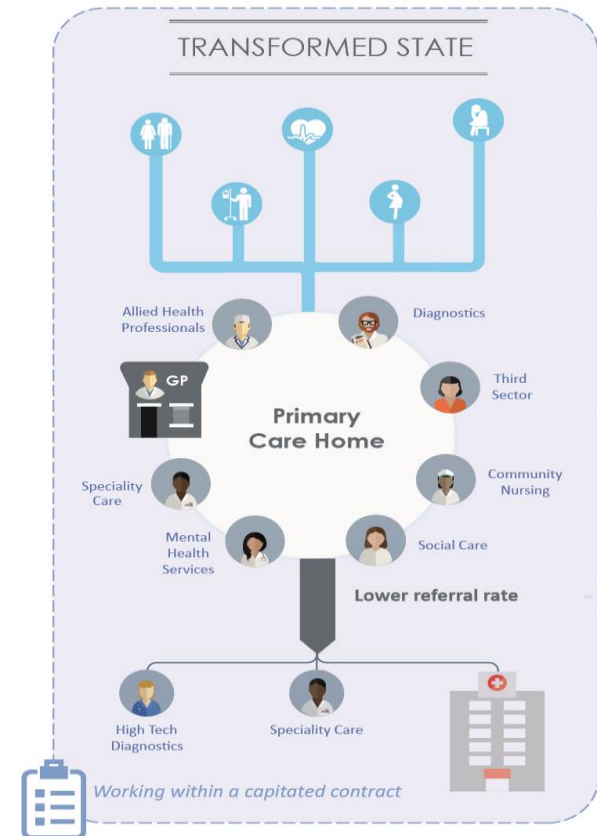 TRANSFORMED STATE
Allied Health
Professionals
Diagnostics
GP
Third
Sector
Primary
Care Home
Speciality
Care
Community
Nursing
Mental
Health
Services
Social Care
Lower referral rate
High Tech
Diagnostics
Speciality Care
Working within a capitated contract